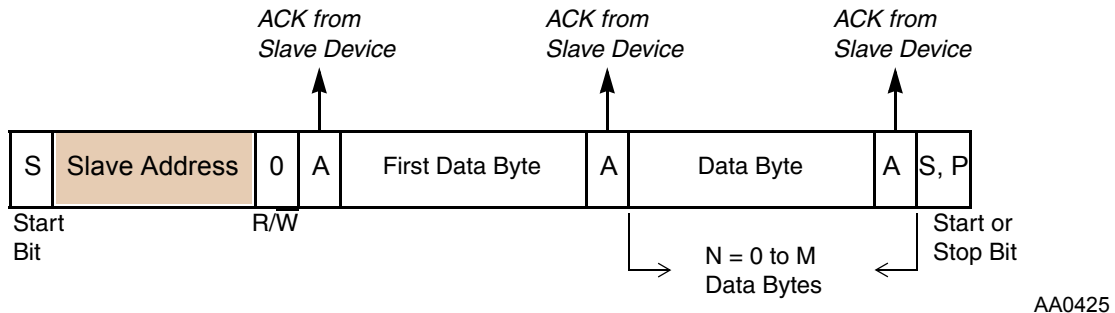 ACK from
Slave Device
ACK from
Slave Device
ACK from
Slave Device
S
Slave Address
0
A
First Data Byte
A
Data Byte
A
S, P
Start
Bit
R/W̅
Start or
Stop Bit
N = 0 to M
Data Bytes
AA0425